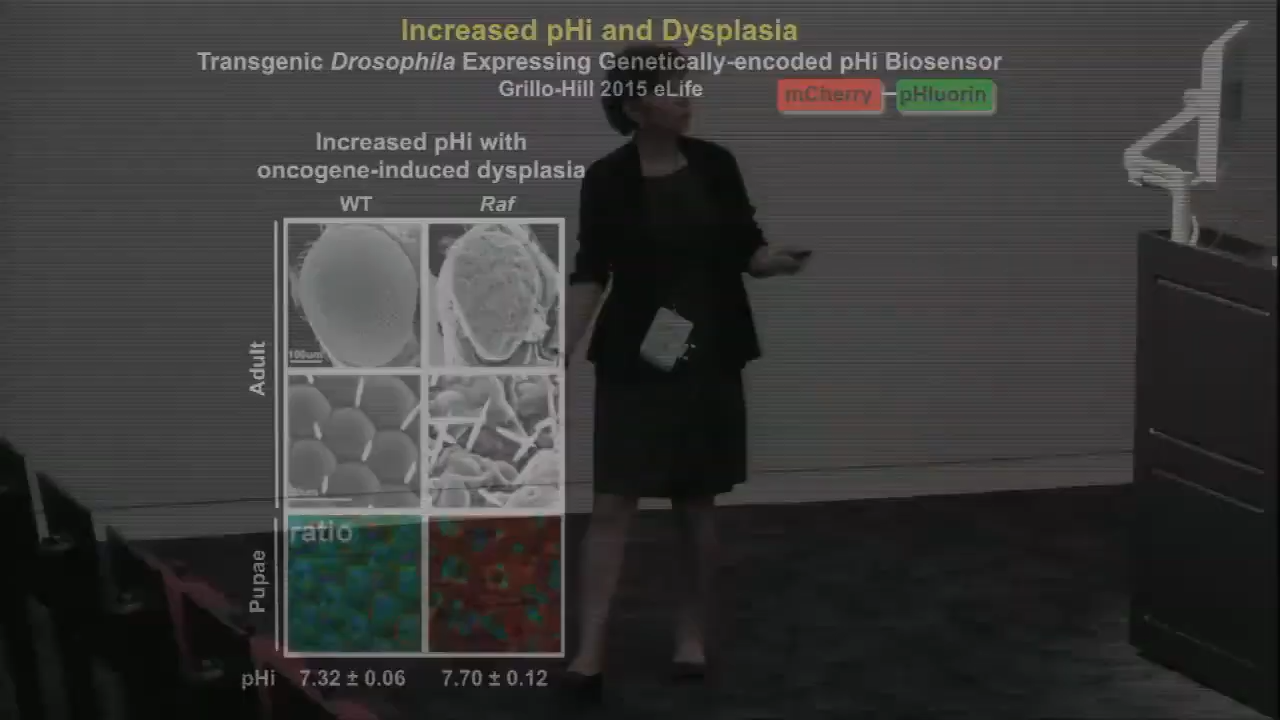 Increased pHi and Dysplasia
Transgenic Drosophila Expressing Genetically-encoded pHi Biosensor
Grillo-Hill 2015 eLife
mCherry
pHluorin
Increased pHi with
oncogene-induced dysplasia
WT
Raf
Adult
100um
ratio
Pupae
pHi
7.32 ± 0.06
7.70 ± 0.12